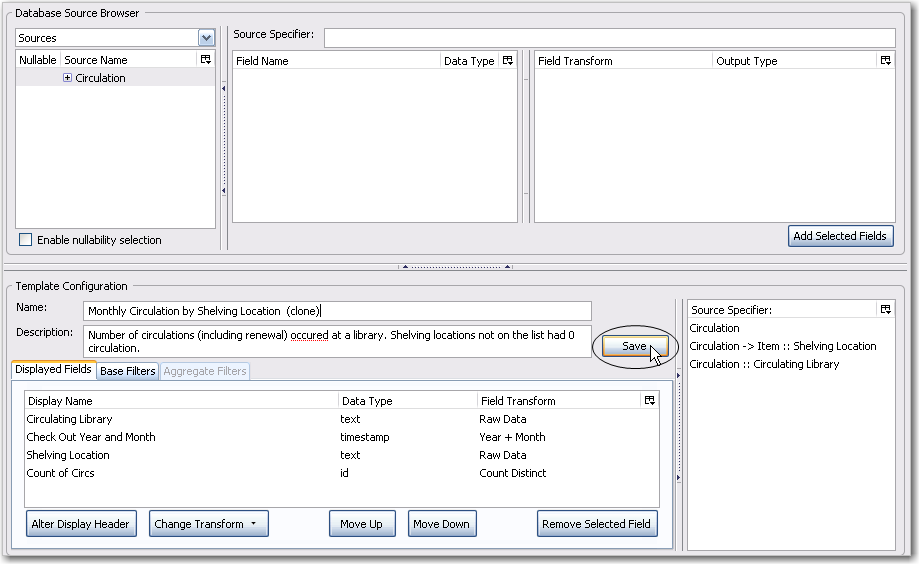 Database Source Browser
Sources
Source Specifier:
Nullable Source Name
Circulation
Field Name Data Type
Field Transform Output Type
Enable nullability selection
Add Selected Fields
Template Configuration
Name: Monthly Circulation by Shelving Location (clone)
Description: Number of circulations (including renewal) occured at a library. Shelving locations not on the list had 0
circulation.
Save
Displayed Fields Base Filters Aggregate Filters
Display Name Data Type Field Transform
Circulating Library text Raw Data
Check Out Year and Month timestamp Year + Month
Shelving Location text Raw Data
Count of Circs id Count Distinct
Alter Display Header Change Transform Move Up Move Down Remove Selected Field
Source Specifier:
Circulation
Circulation -> Item :: Shelving Location
Circulation :: Circulating Library